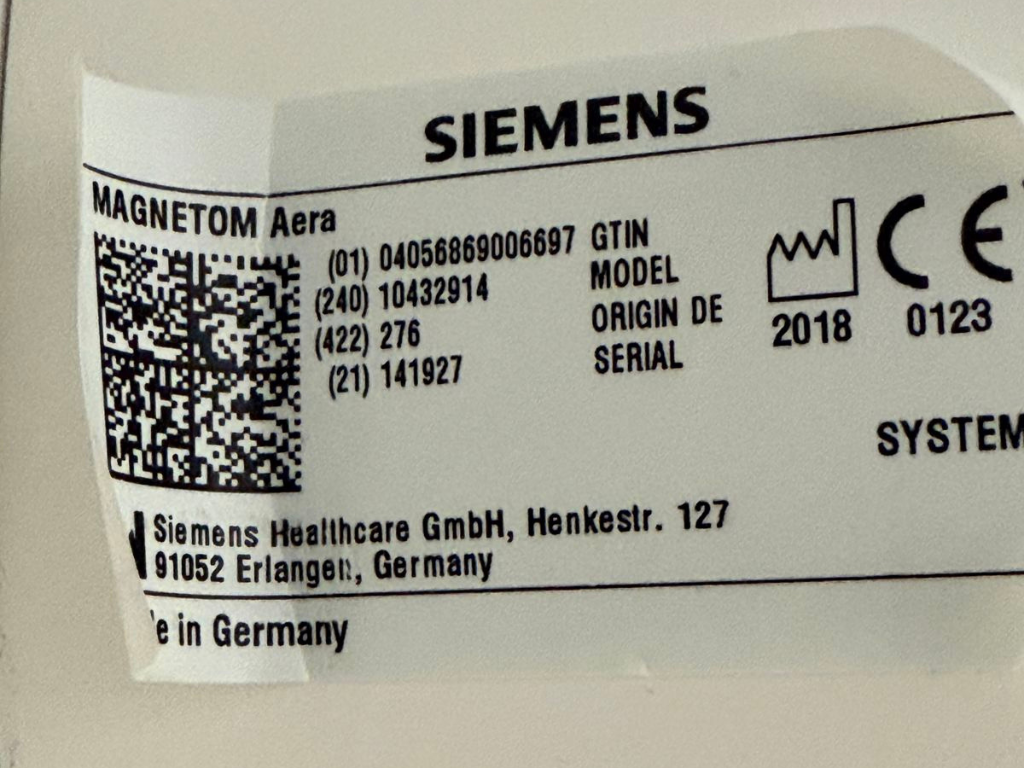 SIEMENS
MAGNETOM Aera
(01) 04056869006697 GTIN
(240) 10432914 MODEL
(422) 276 ORIGIN DE
(21) 141927 SERIAL
2018
CE
0123
SYSTEM
Siemens Healthcare GmbH, Henkestr. 127
91052 Erlangen, Germany
e in Germany